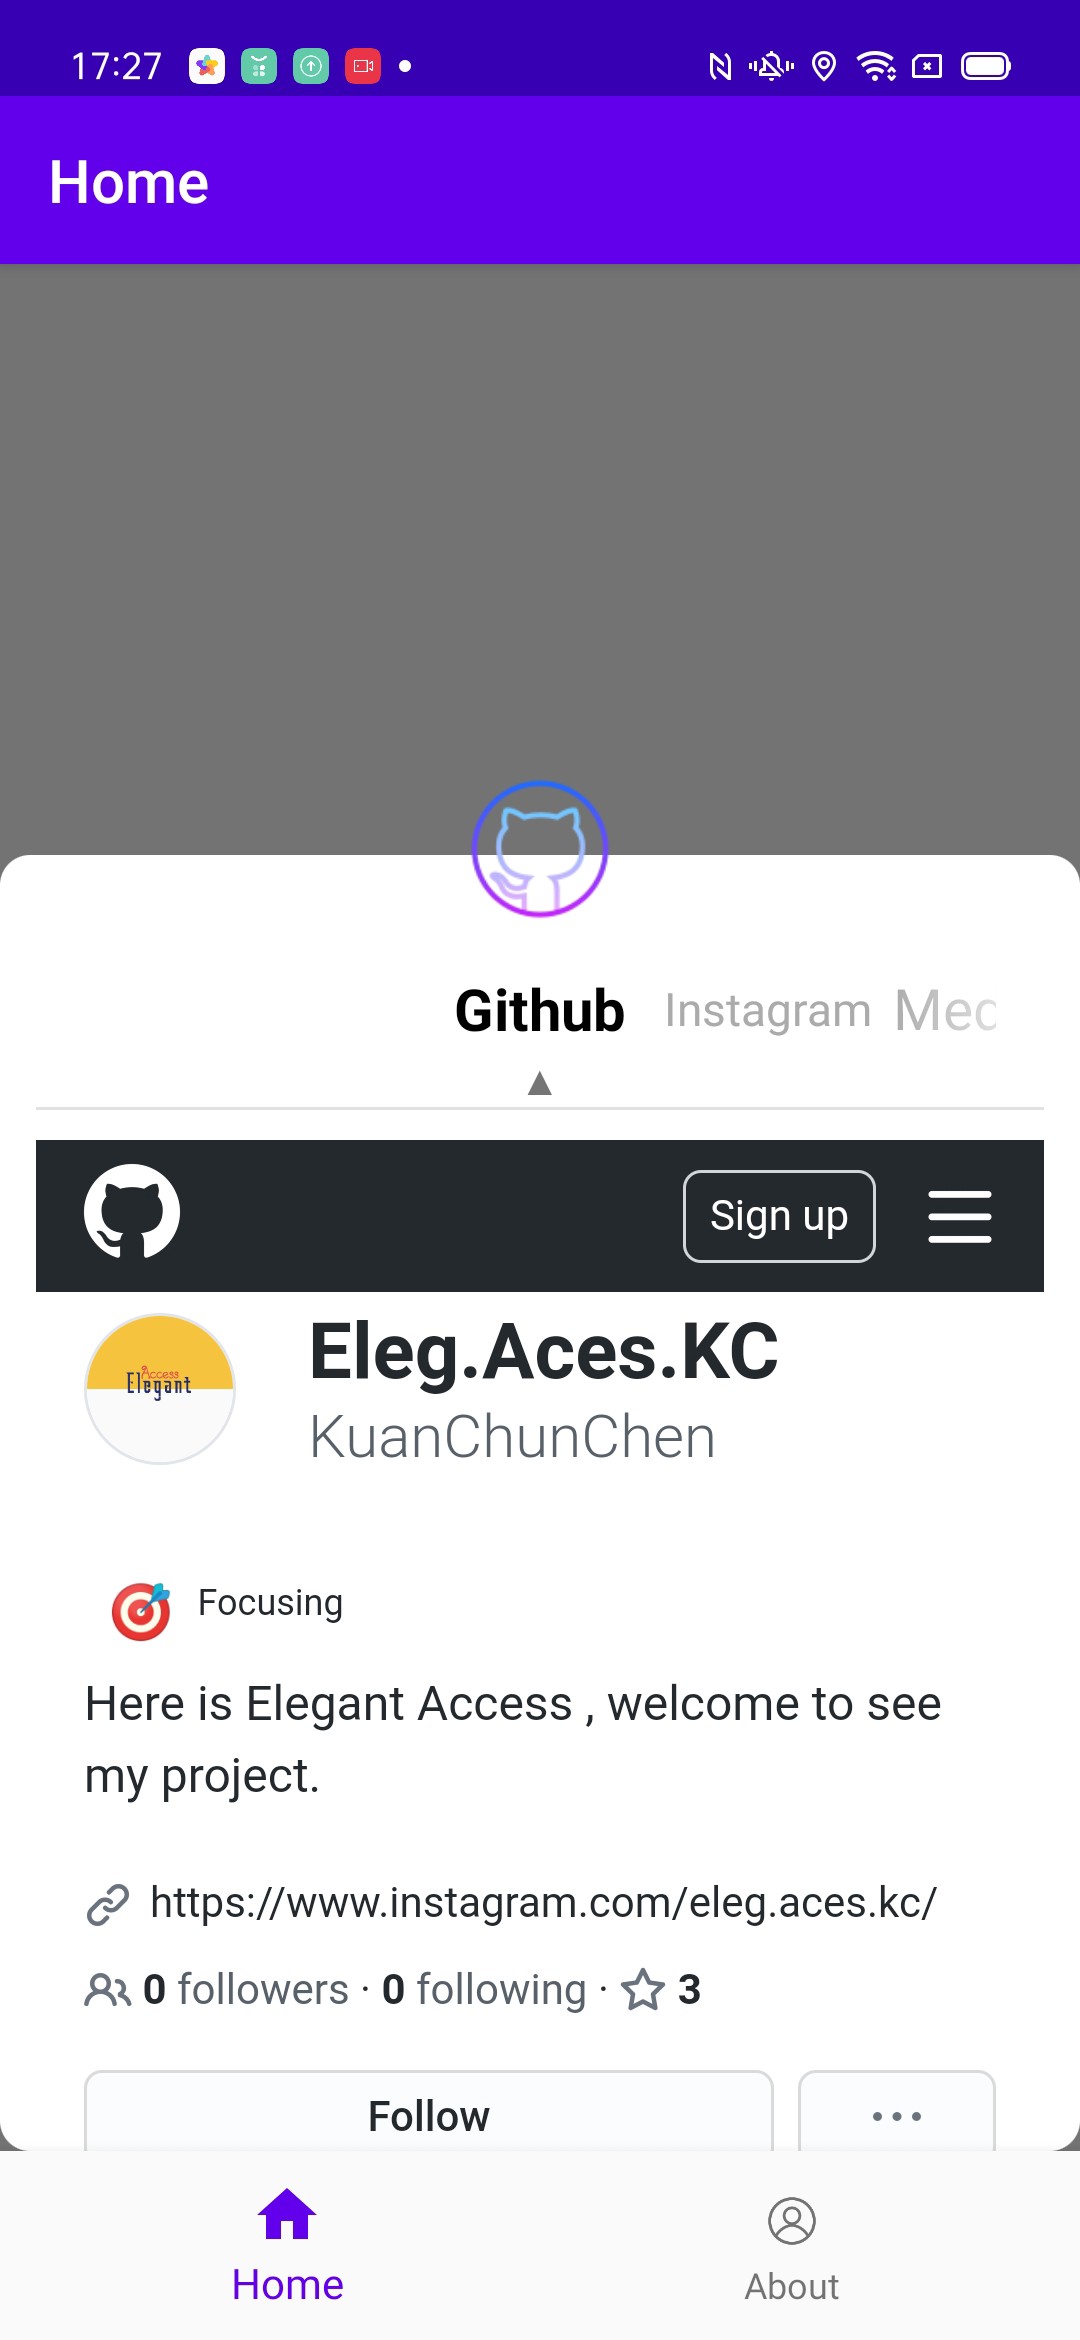 17:27
Home
Github Instagram Med
Sign up
Access
Elegant
Eleg.Aces.KC
KuanChunChen
Focusing
Here is Elegant Access , welcome to see
my project.
https://www.instagram.com/eleg.aces.kc/
0 followers · 0 following · 3
Follow
Home
About